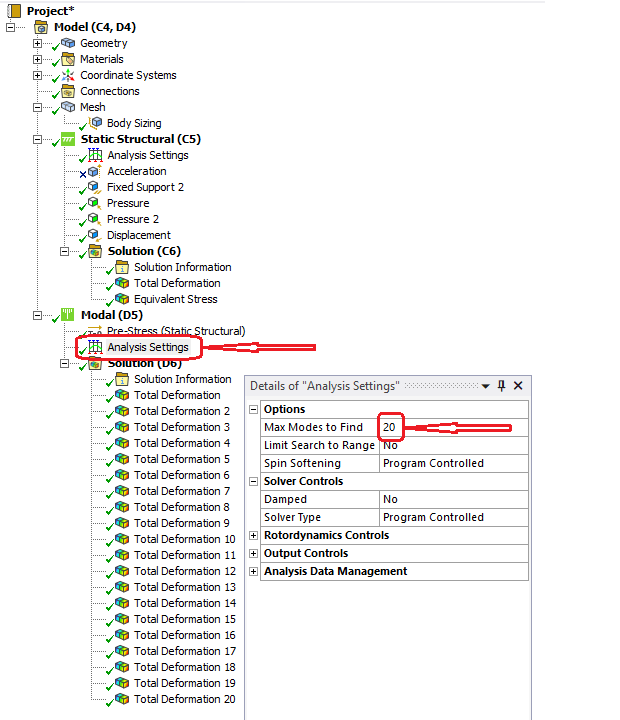 Project*
Model (C4, D4)
Geometry
Materials
Coordinate Systems
Connections
Mesh
Body Sizing
Static Structural (C5)
Analysis Settings
Acceleration
Fixed Support 2
Pressure
Pressure 2
Displacement
Solution (C6)
Solution Information
Total Deformation
Equivalent Stress
Modal (D5)
Pre-Stress (Static Structural)
Analysis Settings
Solution (D6)
Solution Information
Total Deformation
Total Deformation 2
Total Deformation 3
Total Deformation 4
Total Deformation 5
Total Deformation 6
Total Deformation 7
Total Deformation 8
Total Deformation 9
Total Deformation 10
Total Deformation 11
Total Deformation 12
Total Deformation 13
Total Deformation 14
Total Deformation 15
Total Deformation 16
Total Deformation 17
Total Deformation 18
Total Deformation 19
Total Deformation 20
Details of "Analysis Settings"
Options
Max Modes to Find 20
Limit Search to Range No
Spin Softening Program Controlled
Solver Controls
Damped No
Solver Type Program Controlled
Rotordynamics Controls
Output Controls
Analysis Data Management